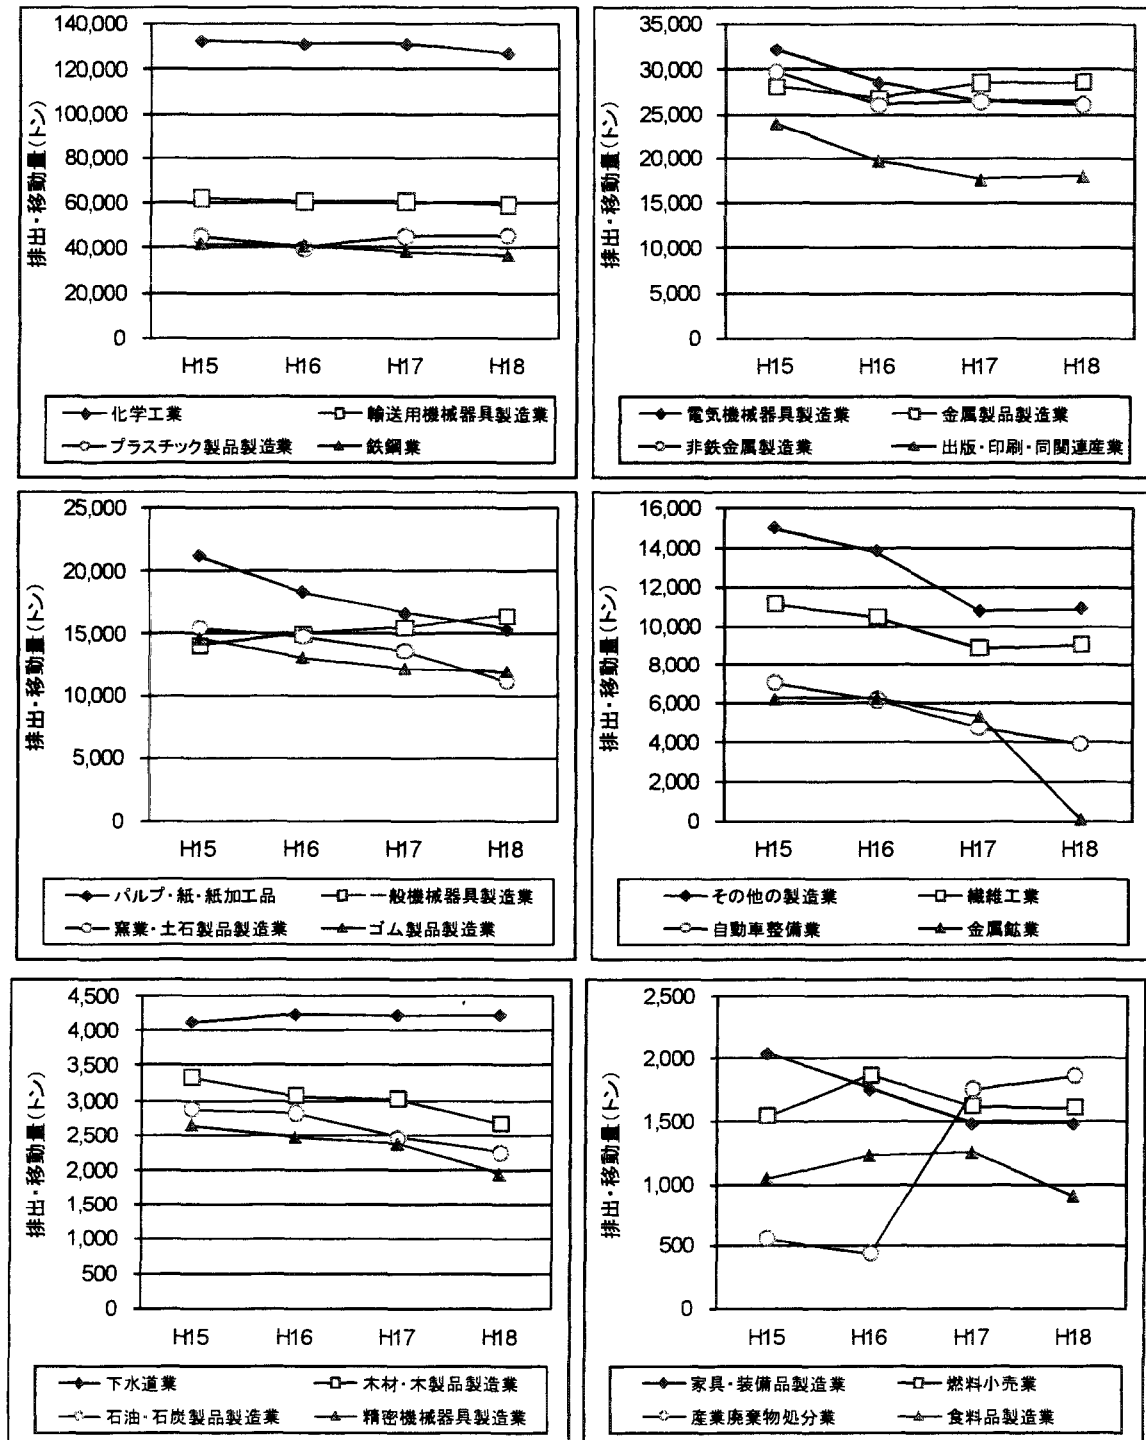 140,000
120,000
100,000
80,000
60,000
40,000
20,000
0
排出・移動量(トン)
H15 H16 H17 H18
化学工業 輸送用機械器具製造業
プラスチック製品製造業 鉄鋼業
35,000
30,000
25,000
20,000
15,000
10,000
5,000
0
排出・移動量(トン)
H15 H16 H17 H18
電気機械器具製造業 金属製品製造業
非鉄金属製造業 出版・印刷・同関連産業
25,000
20,000
15,000
10,000
5,000
0
排出・移動量(トン)
H15 H16 H17 H18
パルプ・紙・紙加工品 一般機械器具製造業
窯業・土石製品製造業 ゴム製品製造業
16,000
14,000
12,000
10,000
8,000
6,000
4,000
2,000
0
排出・移動量(トン)
H15 H16 H17 H18
その他の製造業 繊維工業
自動車整備業 金属鉱業
4,500
4,000
3,500
3,000
2,500
2,000
1,500
1,000
500
0
排出・移動量(トン)
H15 H16 H17 H18
下水道業 木材・木製品製造業
石油・石炭製品製造業 精密機械器具製造業
2,500
2,000
1,500
1,000
500
0
排出・移動量(トン)
H15 H16 H17 H18
家具・装備品製造業 燃料小売業
産業廃棄物処分業 食料品製造業